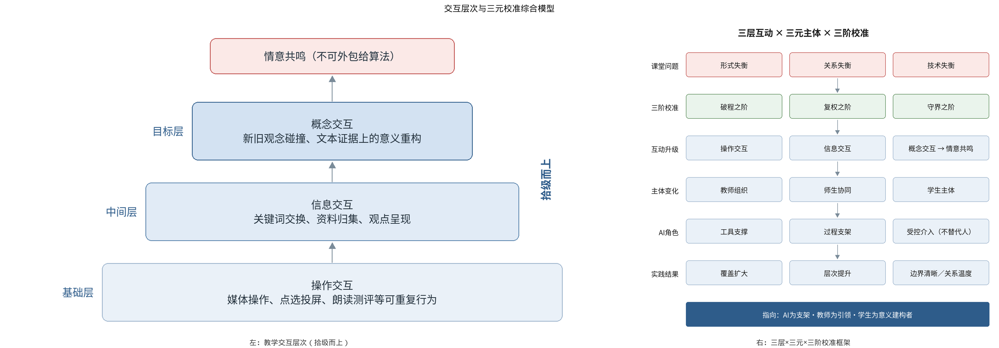 交互层次与三元校准综合模型
情意共鸣（不可外包给算法）
目标层
概念交互
新旧观念碰撞、文本证据上的意义重构
中间层
信息交互
关键词交换、资料归集、观点呈现
基础层
操作交互
媒体操作、点选投屏、朗读测评等可重复行为
拾级而上
左：教学交互层次（拾级而上）
三层互动 × 三元主体 × 三阶校准
课堂问题 形式失衡 关系失衡 技术失衡
三阶校准 破程之阶 复权之阶 守界之阶
互动升级 操作交互 信息交互 概念交互 → 情意共鸣
主体变化 教师组织 师生协同 学生主体
AI角色 工具支撑 过程支架 受控介入（不替代人）
实践结果 覆盖扩大 层次提升 边界清晰／关系温度
指向：AI为支架・教师为引领・学生为意义建构者
右：三层×三元×三阶校准框架